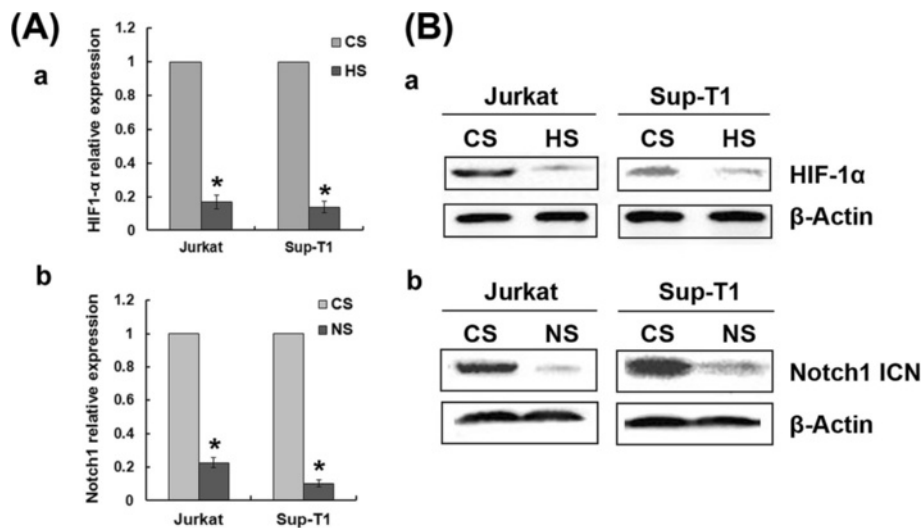 (A)
a
HIF1-α relative expression
1.2
1
0.8
0.6
0.4
0.2
0
CS
HS
*
*
Jurkat
Sup-T1
b
Notch1 relative expression
1.2
1
0.8
0.6
0.4
0.2
0
CS
NS
*
*
Jurkat
Sup-T1
(B)
a
Jurkat Sup-T1
CS HS CS HS
HIF-1α
β-Actin
b
Jurkat Sup-T1
CS NS CS NS
Notch1 ICN
β-Actin